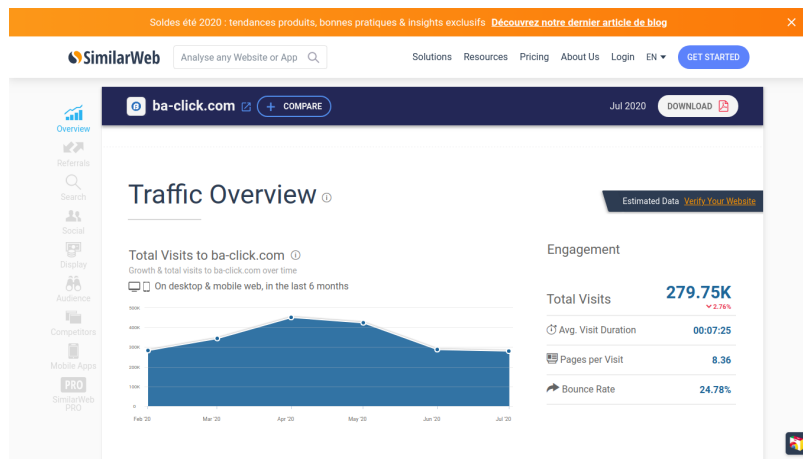 Soldes été 2020 : tendances produits, bonnes pratiques & insights exclusifs Découvrez notre dernier article de blog
SimilarWeb Analyse any Website or App Solutions Resources Pricing About Us Login EN GET STARTED
ba-click.com + COMPARE Jul 2020 DOWNLOAD
Overview
Referrals
Search
Social
Display
Audience
Competitors
Mobile Apps
PRO
SimilarWeb
PRO
Traffic Overview
Estimated Data Verify Your Website
Total Visits to ba-click.com
Growth & total visits to ba-click.com over time
On desktop & mobile web, in the last 6 months
500K
400K
300K
200K
100K
0
Feb '20 Mar '20 Apr '20 May '20 Jun '20 Jul '20
Engagement
Total Visits 279.75K
2.76%
Avg. Visit Duration 00:07:25
Pages per Visit 8.36
Bounce Rate 24.78%